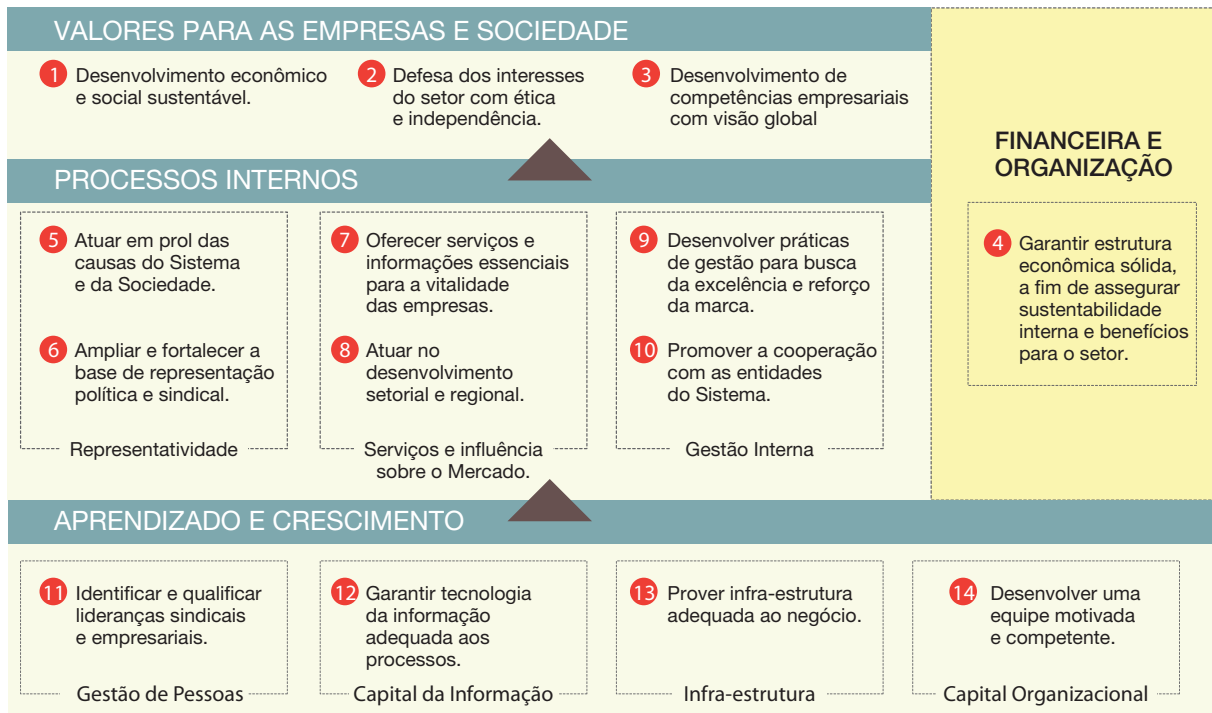 VALORES PARA AS EMPRESAS E SOCIEDADE
1 Desenvolvimento econômico
e social sustentável.
2 Defesa dos interesses
do setor com ética
e independência.
3 Desenvolvimento de
competências empresariais
com visão global
PROCESSOS INTERNOS
5 Atuar em prol das
causas do Sistema
e da Sociedade.
6 Ampliar e fortalecer a
base de representação
política e sindical.
Representatividade
7 Oferecer serviços e
informações essenciais
para a vitalidade
das empresas.
8 Atuar no
desenvolvimento
setorial e regional.
Serviços e influência
sobre o Mercado.
9 Desenvolver práticas
de gestão para busca
da excelência e reforço
da marca.
10 Promover a cooperação
com as entidades
do Sistema.
Gestão Interna
FINANCEIRA E
ORGANIZAÇÃO
4 Garantir estrutura
econômica sólida,
a fim de assegurar
sustentabilidade
interna e benefícios
para o setor.
APRENDIZADO E CRESCIMENTO
11 Identificar e qualificar
lideranças sindicais
e empresariais.
Gestão de Pessoas
12 Garantir tecnologia
da informação
adequada aos
processos.
Capital da Informação
13 Prover infra-estrutura
adequada ao negócio.
Infra-estrutura
14 Desenvolver uma
equipe motivada
e competente.
Capital Organizacional